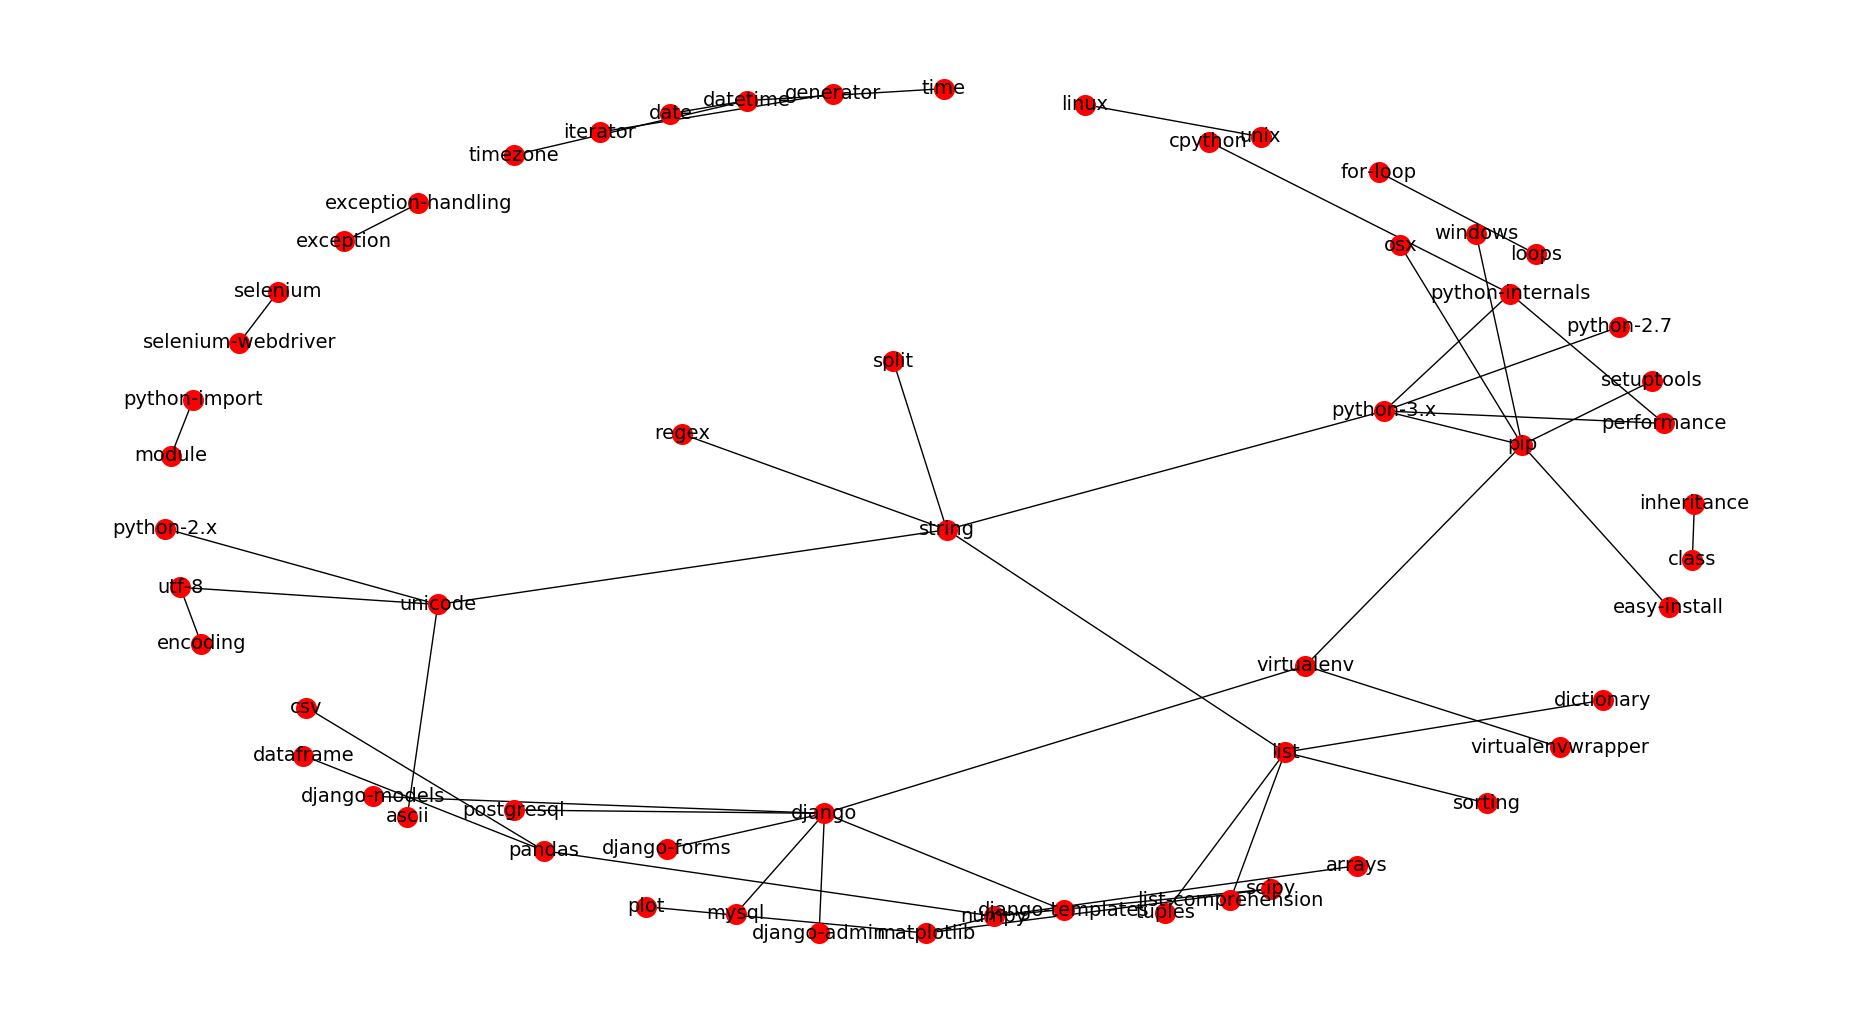 time
generator
datetime
linux
date
iterator
unix
cpython
timezone
for-loop
exception-handling
windows
exception
osx
loops
selenium
python-internals
python-2.7
selenium-webdriver
split
setuptools
python-import
python-3.x
performance
regex
pip
module
inheritance
python-2.x
string
class
utf-8
unicode
easy-install
encoding
virtualenv
csv
dictionary
dataframe
list
virtualenvwrapper
django-models
sorting
postgresql
django
ascii
django-forms
pandas
arrays
scipy
list-comprehension
plot
mysql
numpy
django-templates
tuples
django-admin
matplotlib